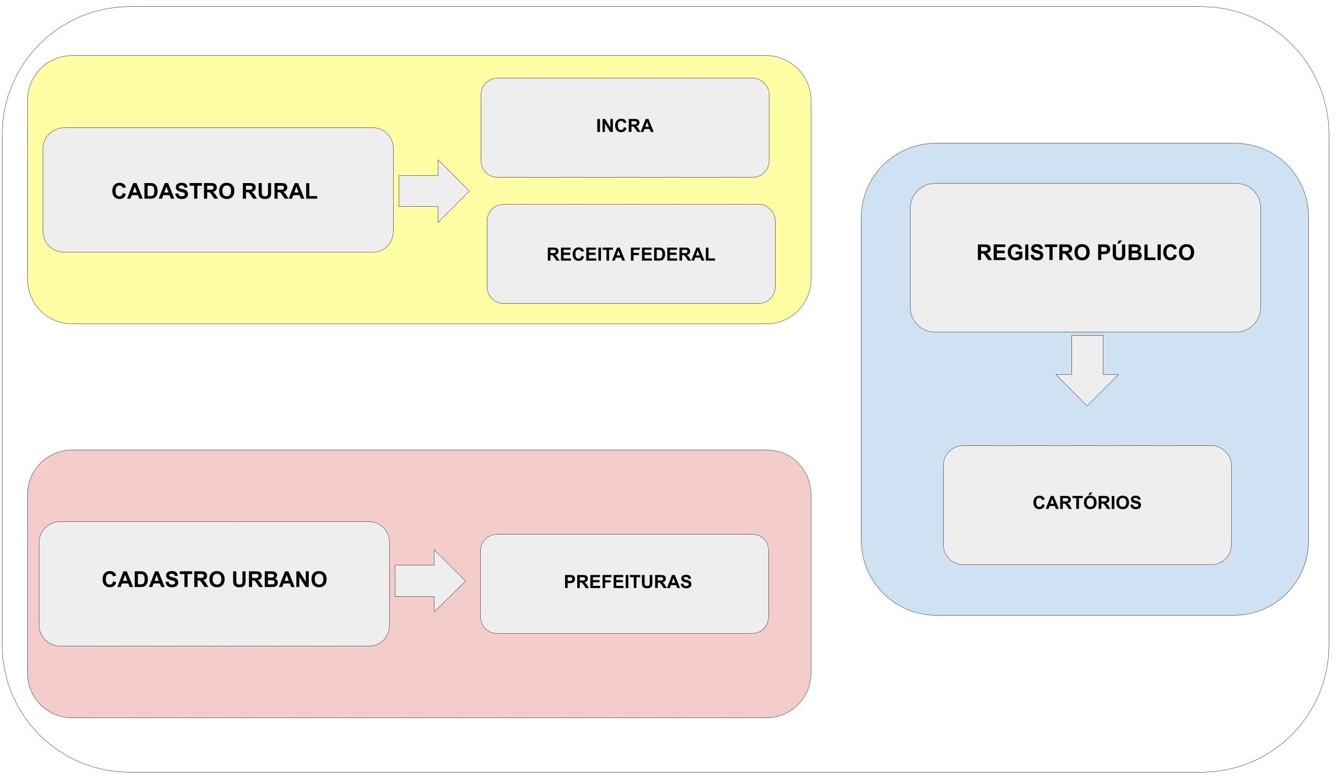 CADASTRO RURAL
INCRA
RECEITA FEDERAL
CADASTRO URBANO
PREFEITURAS
REGISTRO PÚBLICO
CARTÓRIOS